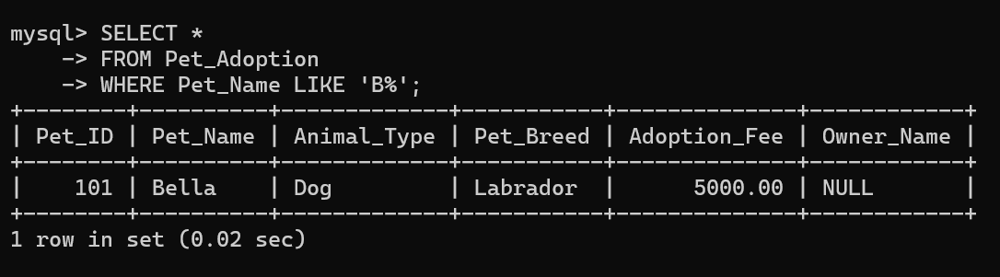 mysql> SELECT *
    -> FROM Pet_Adoption
    -> WHERE Pet_Name LIKE 'B%';
+--------+----------+-------------+-----------+--------------+------------+
| Pet_ID | Pet_Name | Animal_Type | Pet_Breed | Adoption_Fee | Owner_Name |
+--------+----------+-------------+-----------+--------------+------------+
|    101 | Bella    | Dog         | Labrador  |      5000.00 | NULL       |
+--------+----------+-------------+-----------+--------------+------------+
1 row in set (0.02 sec)